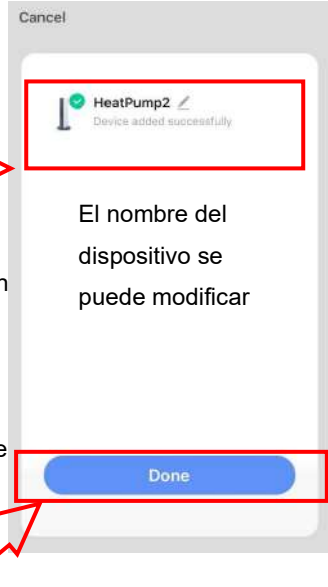 Cancel
HeatPump2
Device added successfully
El nombre del
dispositivo se
puede modificar
n
e
Done